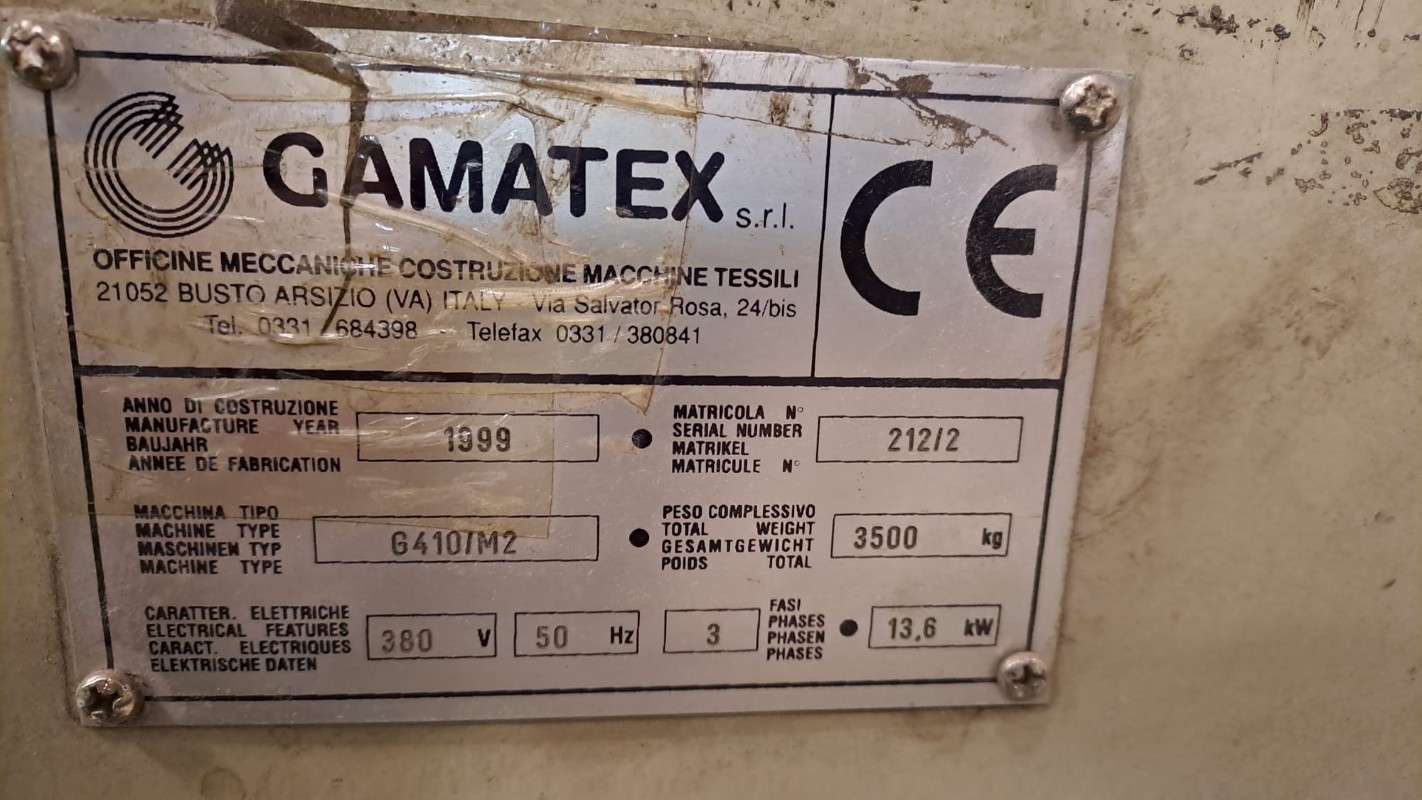 GAMATEX s.r.l.
CE
OFFICINE MECCANICHE COSTRUZIONE MACCHINE TESSILI
21052 BUSTO ARSIZIO (VA) ITALY - Via Salvator Rosa, 24/bis
Tel. 0331 / 684398 - Telefax 0331 / 380841
ANNO DI COSTRUZIONE
MANUFACTURE YEAR
BAUJAHR
ANNEE DE FABRICATION
1999
MATRICOLA N°
SERIAL NUMBER
MATRIKEL
MATRICULE N°
212/2
MACCHINA TIPO
MACHINE TYPE
MASCHINEN TYP
MACHINE TYPE
G410/M2
PESO COMPLESSIVO
TOTAL WEIGHT
GESAMTGEWICHT
POIDS TOTAL
3500 kg
CARATTER. ELETTRICHE
ELECTRICAL FEATURES
CARACT. ELECTRIQUES
ELEKTRISCHE DATEN
380 V
50 Hz
3
FASI
PHASES
PHASEN
PHASES
13,6 kW